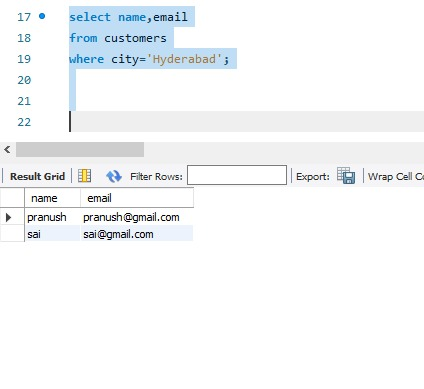 17 select name,email
18 from customers
19 where city='Hyderabad';
20
21
22
Result Grid Filter Rows: Export: Wrap Cell Co
name email
pranush pranush@gmail.com
sai sai@gmail.com